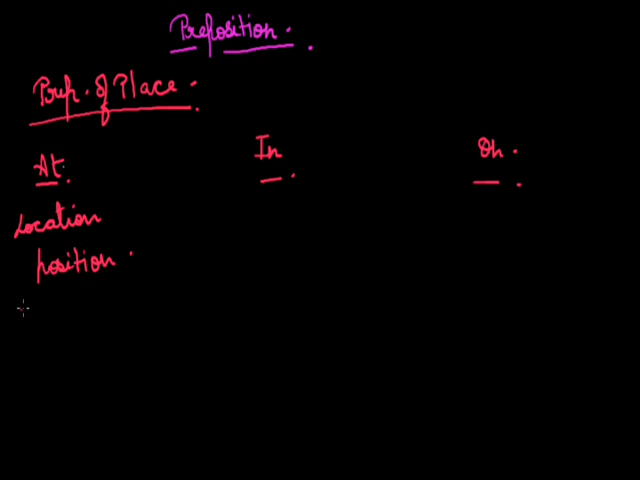 Preposition.
Prep. of Place.
At. In. On.
Location
position.